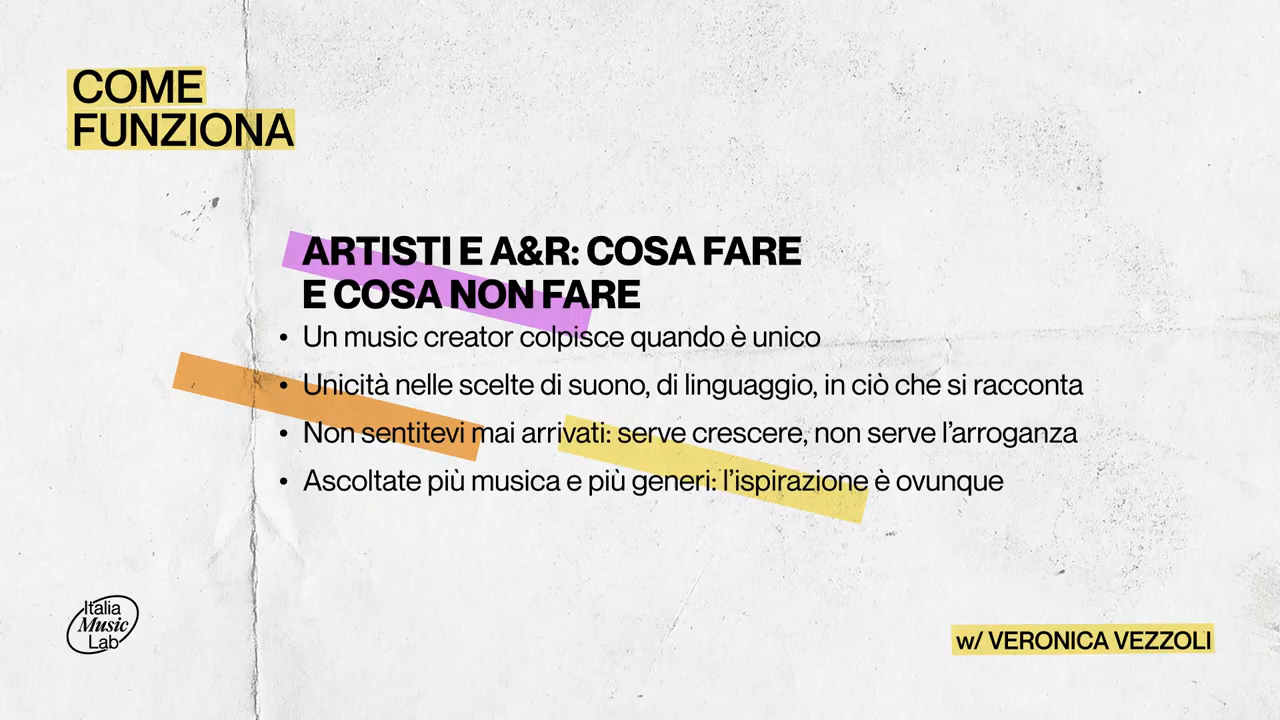 COME
FUNZIONA
ARTISTI E A&R: COSA FARE
E COSA NON FARE
• Un music creator colpisce quando è unico
• Unicità nelle scelte di suono, di linguaggio, in ciò che si racconta
• Non sentitevi mai arrivati: serve crescere, non serve l’arroganza
• Ascoltate più musica e più generi: l’ispirazione è ovunque
Italia
Music
Lab
w/ VERONICA VEZZOLI